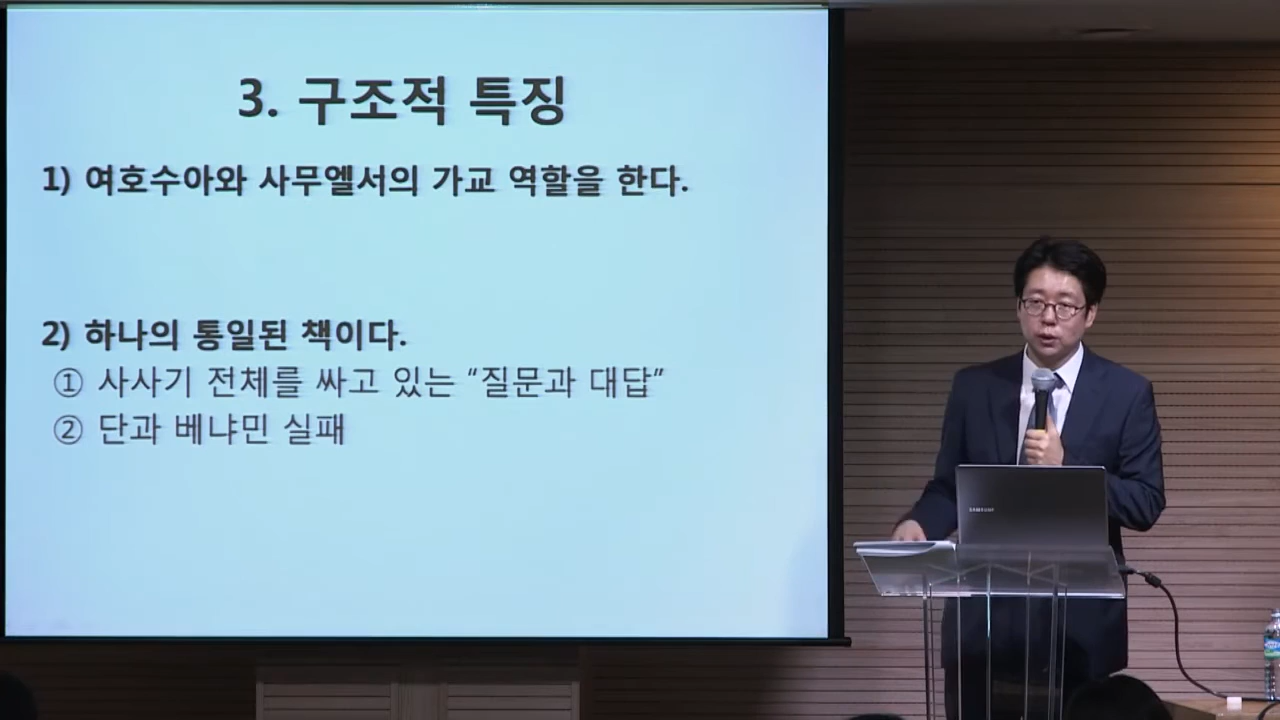 3. 구조적 특징
1) 여호수아와 사무엘서의 가교 역할을 한다.
2) 하나의 통일된 책이다.
① 사사기 전체를 싸고 있는 “질문과 대답”
② 단과 베냐민 실패
SAMSUNG